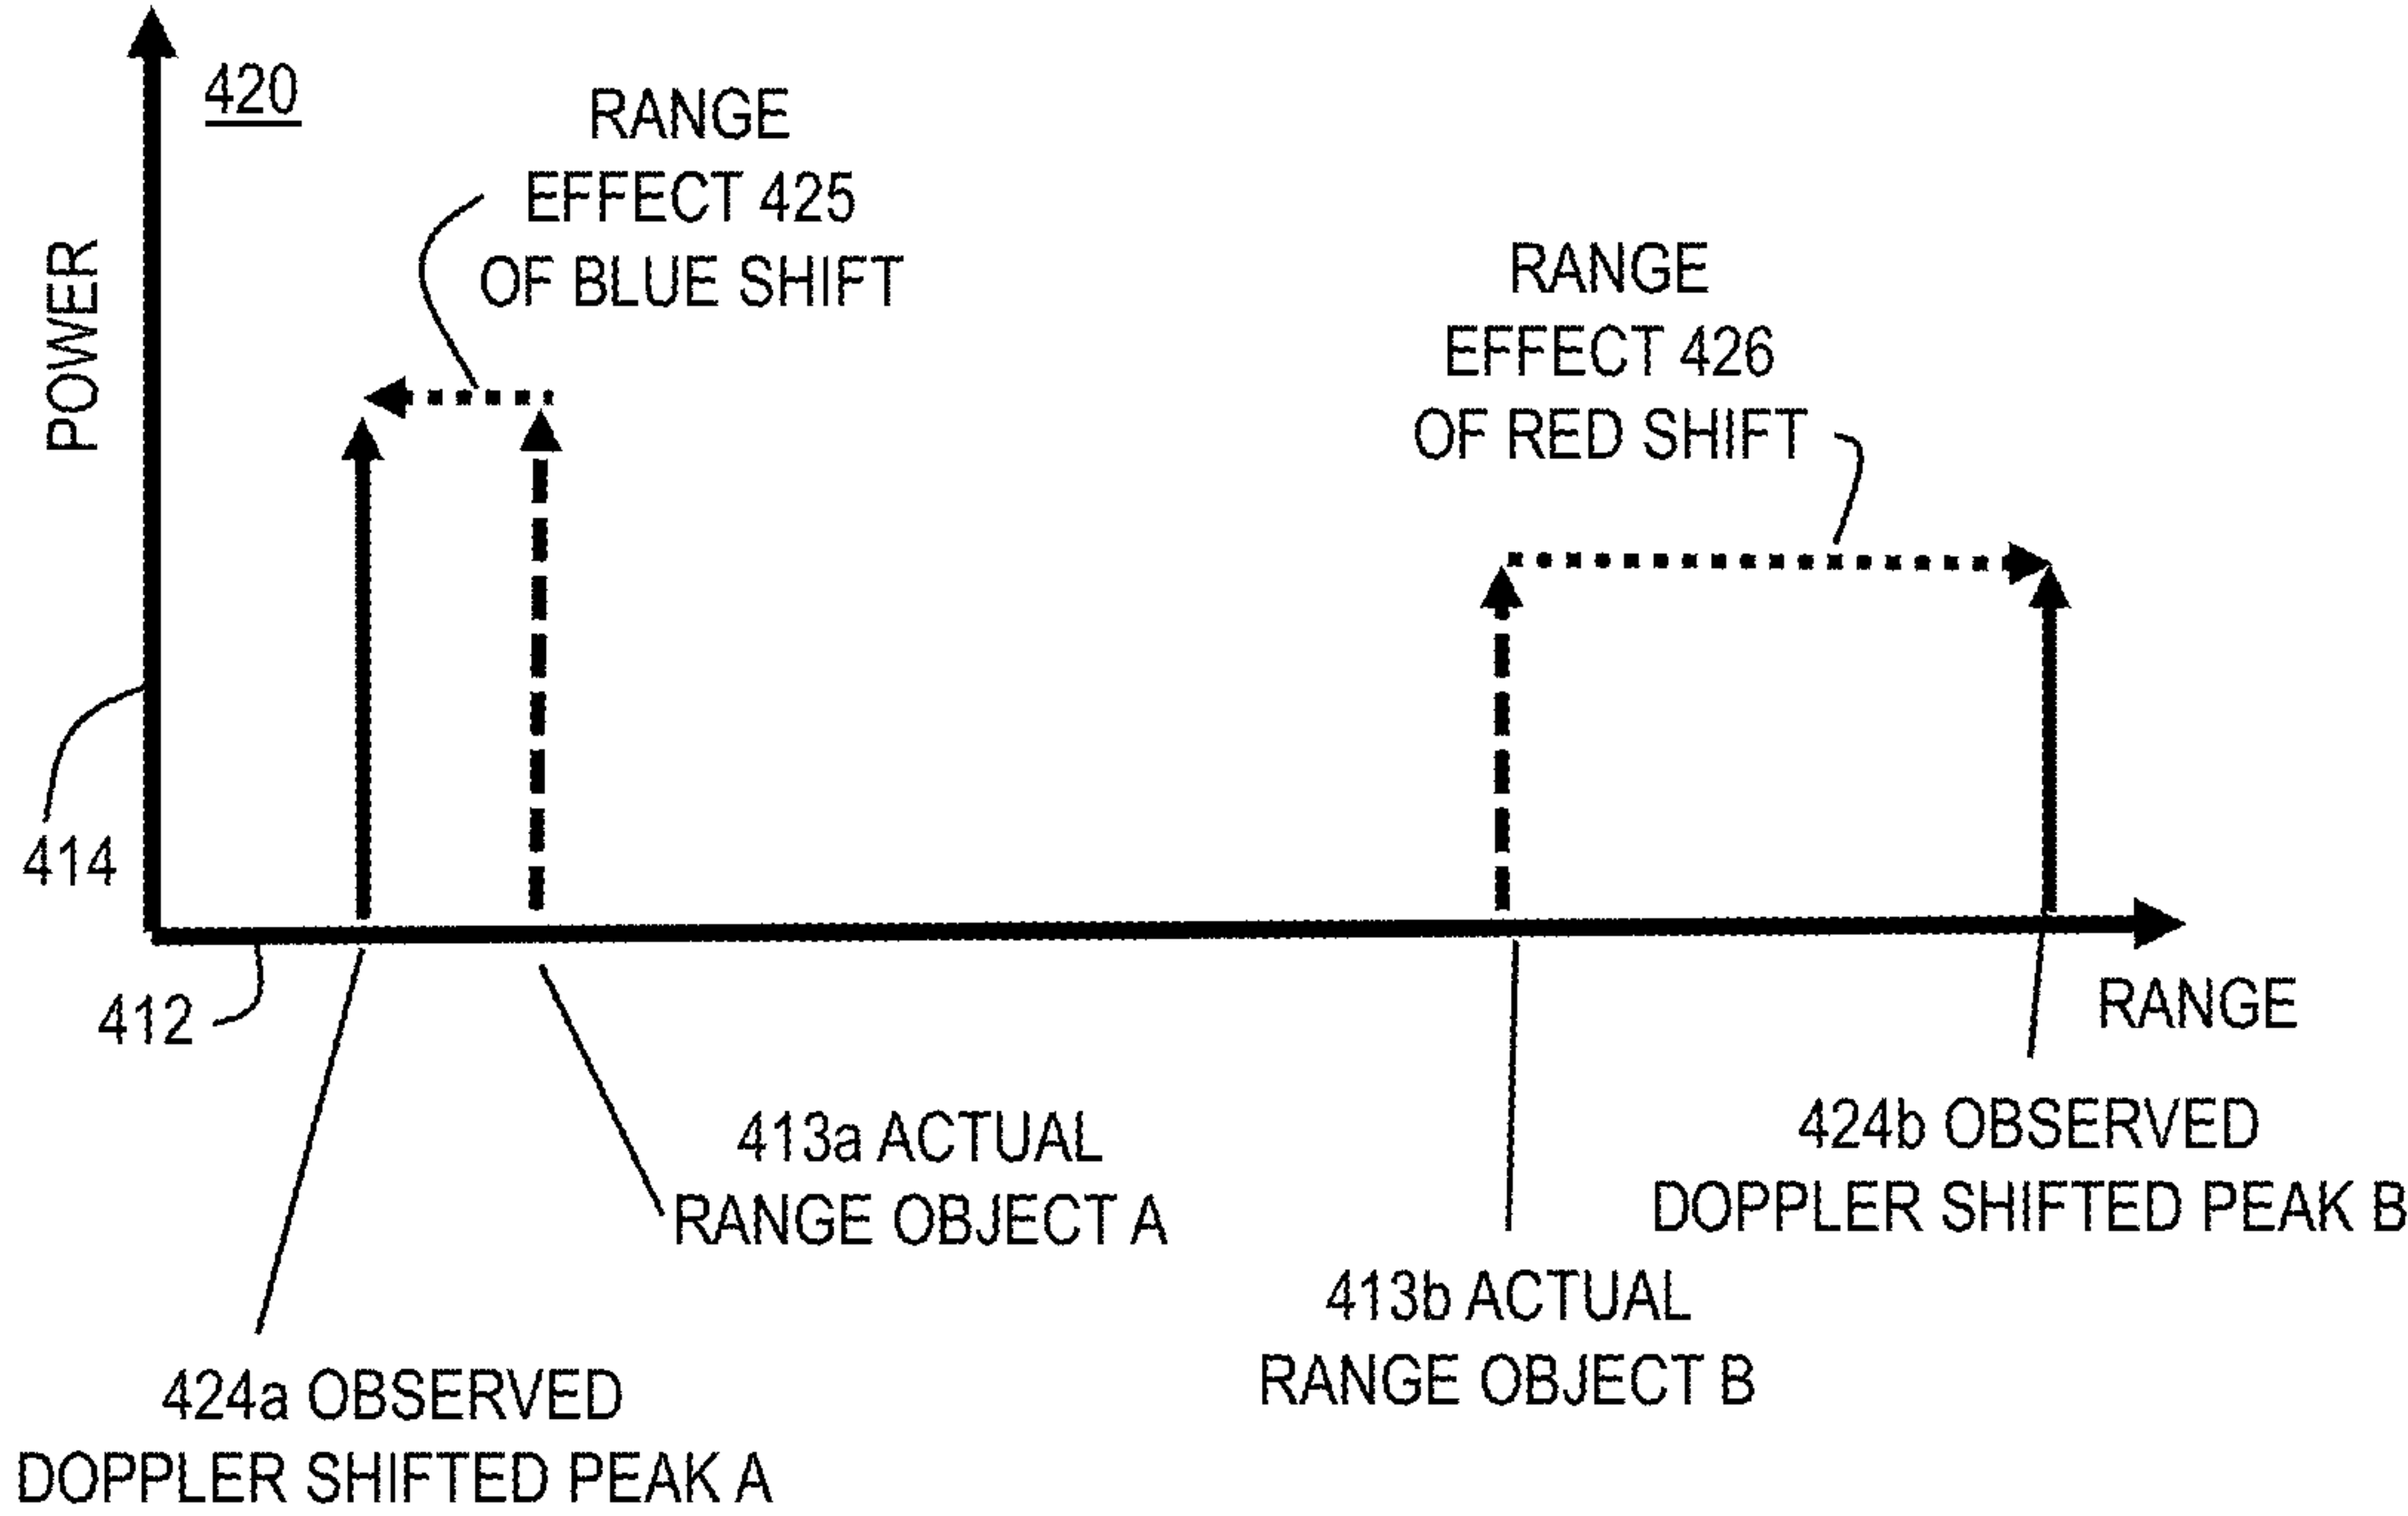 420
RANGE
EFFECT 425
OF BLUE SHIFT
RANGE
EFFECT 426
OF RED SHIFT
POWER
414
412
RANGE
413a ACTUAL
RANGE OBJECT A
424b OBSERVED
DOPPLER SHIFTED PEAK B
413b ACTUAL
RANGE OBJECT B
424a OBSERVED
DOPPLER SHIFTED PEAK A